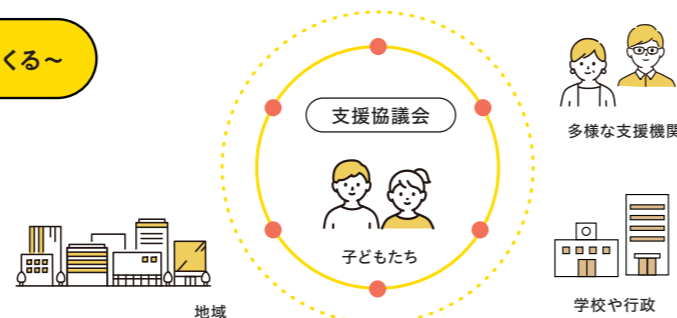 くる〜
支援協議会
多様な支援機関
子どもたち
学校や行政
地域